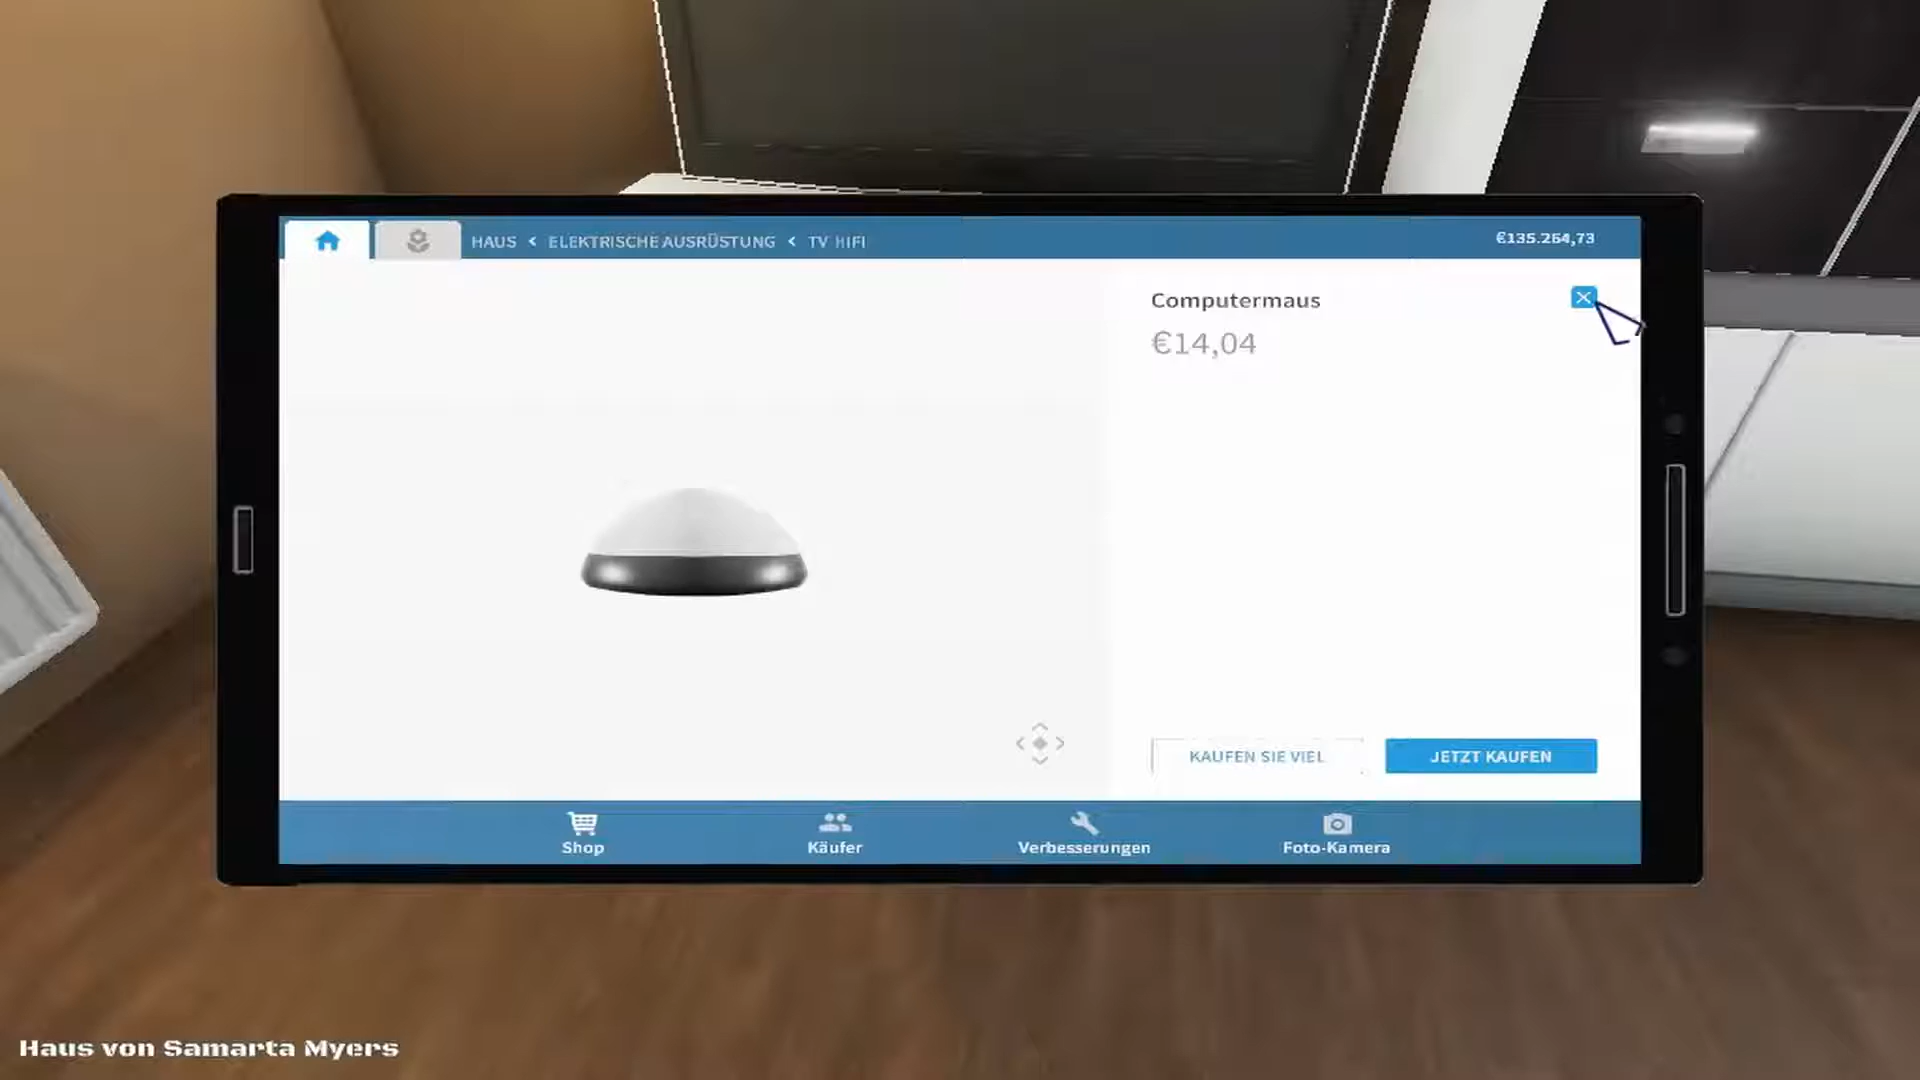 HAUS < ELEKTRISCHE AUSRÜSTUNG < TV HIFI
€135.264,73
Computermaus
€14,04
KAUFEN SIE VIEL
JETZT KAUFEN
Shop
Käufer
Verbesserungen
Foto-Kamera
Haus von Samarta Myers